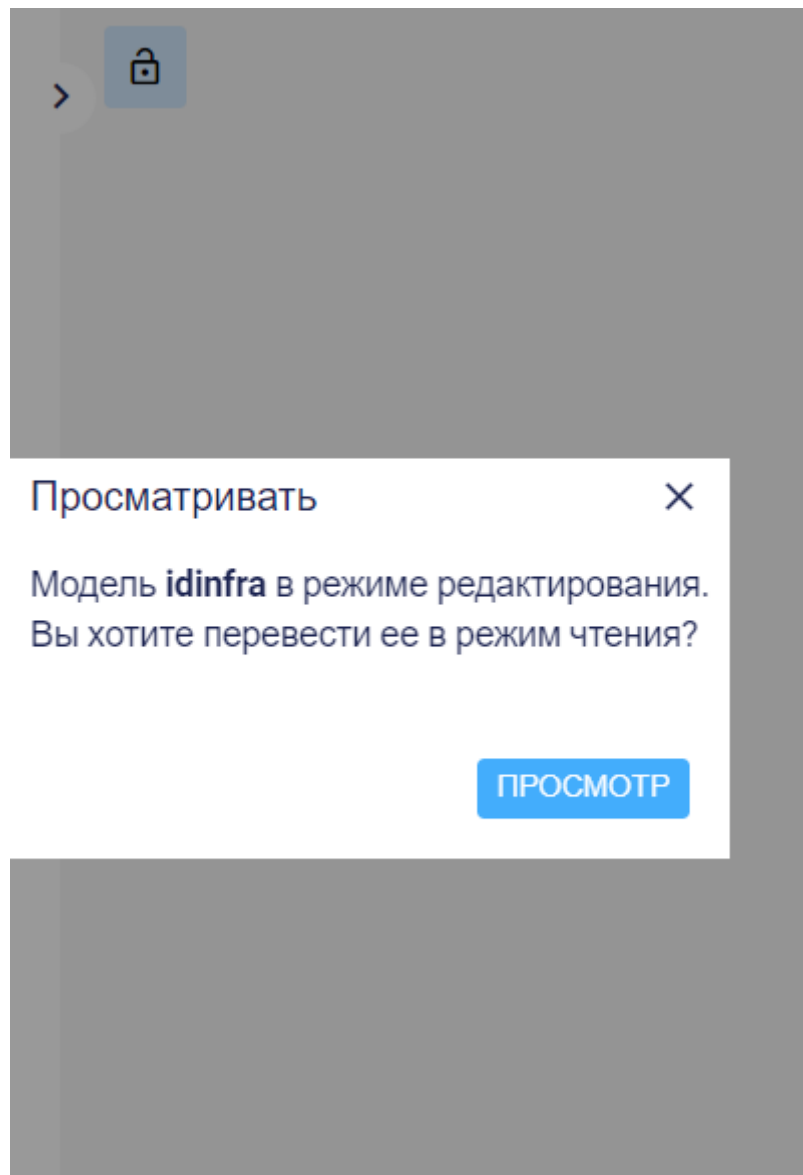 Просматривать
Модель idinfra в режиме редактирования.
Вы хотите перевести ее в режим чтения?
ПРОСМОТР